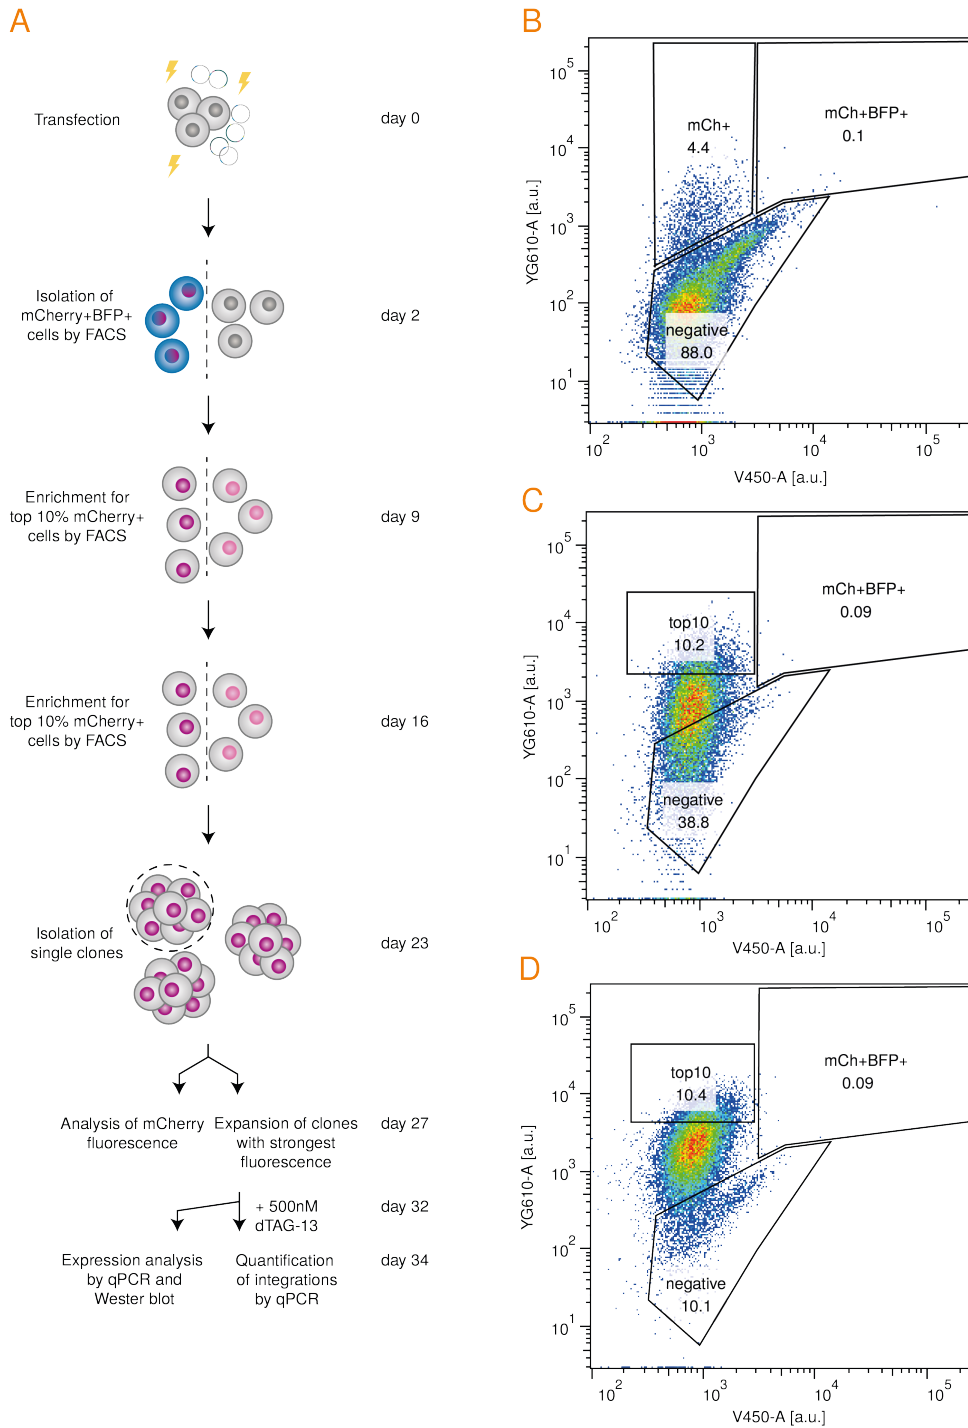 A
Transfection
day 0
Isolation of
mCherry+BFP+
cells by FACS
day 2
Enrichment for
top 10% mCherry+
cells by FACS
day 9
Enrichment for
top 10% mCherry+
cells by FACS
day 16
Isolation of
single clones
day 23
Analysis of mCherry
fluorescence
Expansion of clones
with strongest
fluorescence
day 27
+ 500nM
dTAG-13
day 32
Expression analysis
by qPCR and
Wester blot
Quantification
of integrations
by qPCR
day 34
B
YG610-A [a.u.]
10^5
10^4
10^3
10^2
10^1
mCh+
4.4
mCh+BFP+
0.1
negative
88.0
10^2
10^3
10^4
10^5
V450-A [a.u.]
C
YG610-A [a.u.]
10^5
10^4
10^3
10^2
10^1
top10
10.2
mCh+BFP+
0.09
negative
38.8
10^2
10^3
10^4
10^5
V450-A [a.u.]
D
YG610-A [a.u.]
10^5
10^4
10^3
10^2
10^1
top10
10.4
mCh+BFP+
0.09
negative
10.1
10^2
10^3
10^4
10^5
V450-A [a.u.]